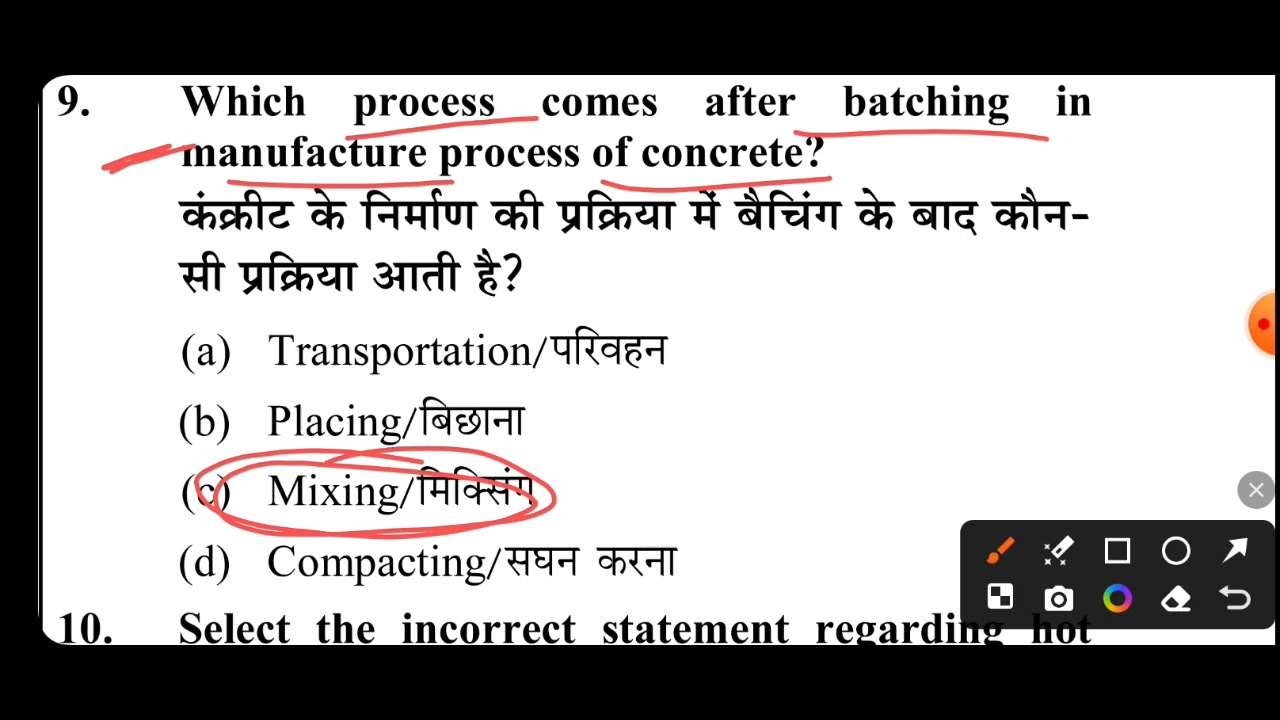 9. Which process comes after batching in
manufacture process of concrete?
कंक्रीट के निर्माण की प्रक्रिया में बैचिंग के बाद कौन-
सी प्रक्रिया आती है?
(a) Transportation/परिवहन
(b) Placing/बिछाना
(c) Mixing/मिक्सिंग
(d) Compacting/सघन करना
10. Select the incorrect statement regarding hot